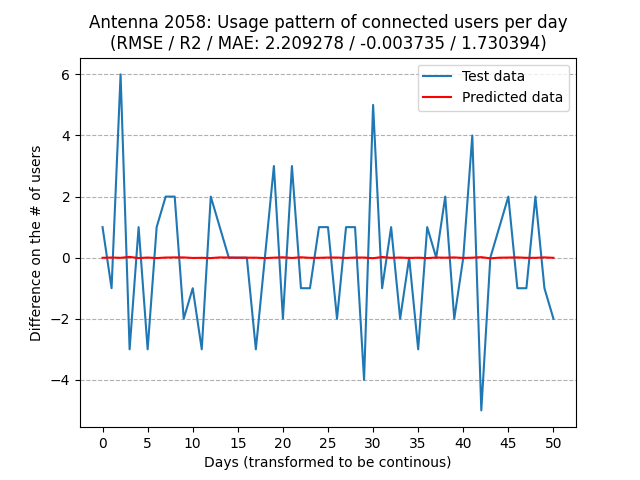 Antenna 2058: Usage pattern of connected users per day
(RMSE / R2 / MAE: 2.209278 / -0.003735 / 1.730394)
Test data
Predicted data
Difference on the # of users
6
4
2
0
−2
−4
0 5 10 15 20 25 30 35 40 45 50
Days (transformed to be continous)